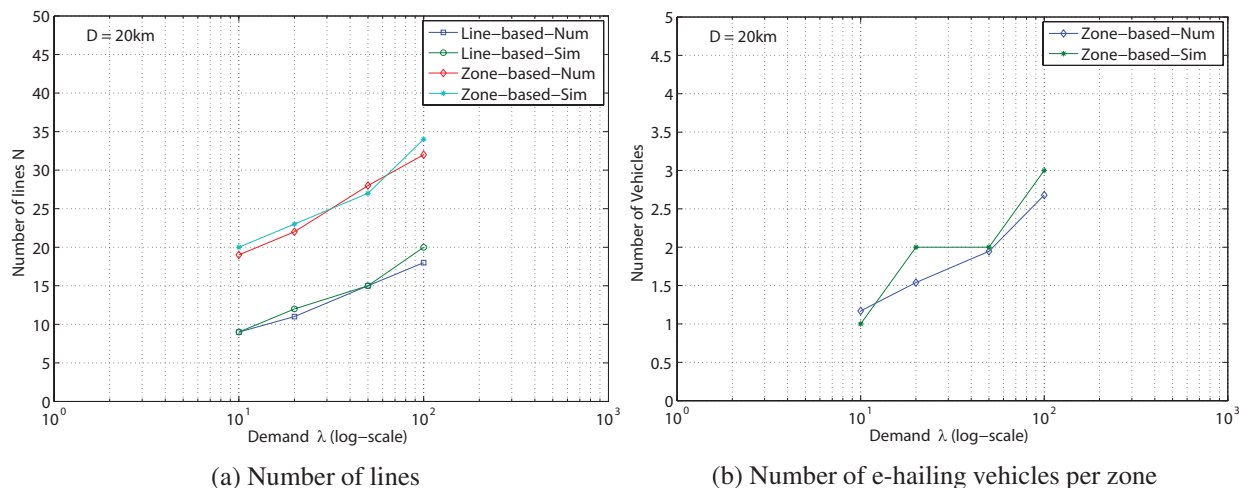 50
45
40
35
30
25
20
15
10
5
0
Number of lines N
D = 20km
Line−based−Num
Line−based−Sim
Zone−based−Num
Zone−based−Sim
10^0
10^1
10^2
10^3
Demand λ (log−scale)
(a) Number of lines
5
4.5
4
3.5
3
2.5
2
1.5
1
0.5
0
Number of Vehicles
D = 20km
Zone−based−Num
Zone−based−Sim
10^0
10^1
10^2
10^3
Demand λ (log−scale)
(b) Number of e-hailing vehicles per zone